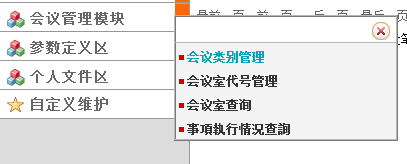 会议管理模块
参数定义区
个人文件区
自定义维护
会议类别管理
会议室代号管理
会议室查询
事項执行情况查詢